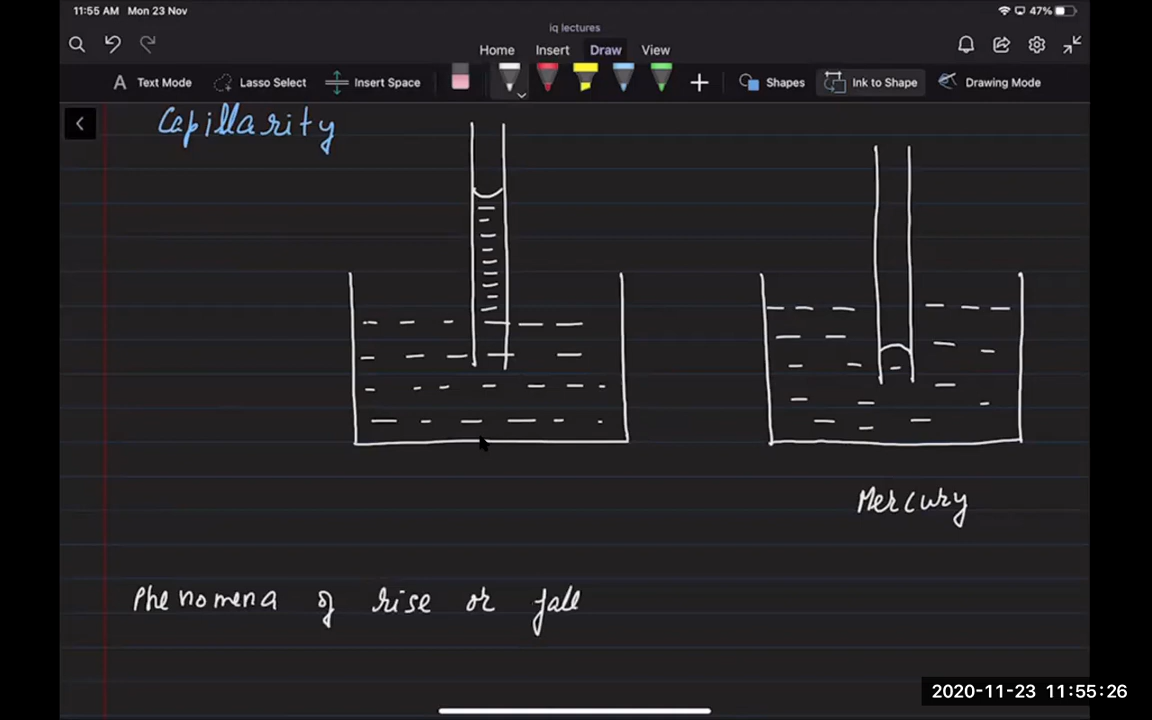 11:55 AM Mon 23 Nov
47%
iq lectures
Home Insert Draw View
Text Mode Lasso Select Insert Space Shapes Ink to Shape Drawing Mode
Capillarity
Mercury
Phenomena of rise or fall
2020-11-23 11:55:26